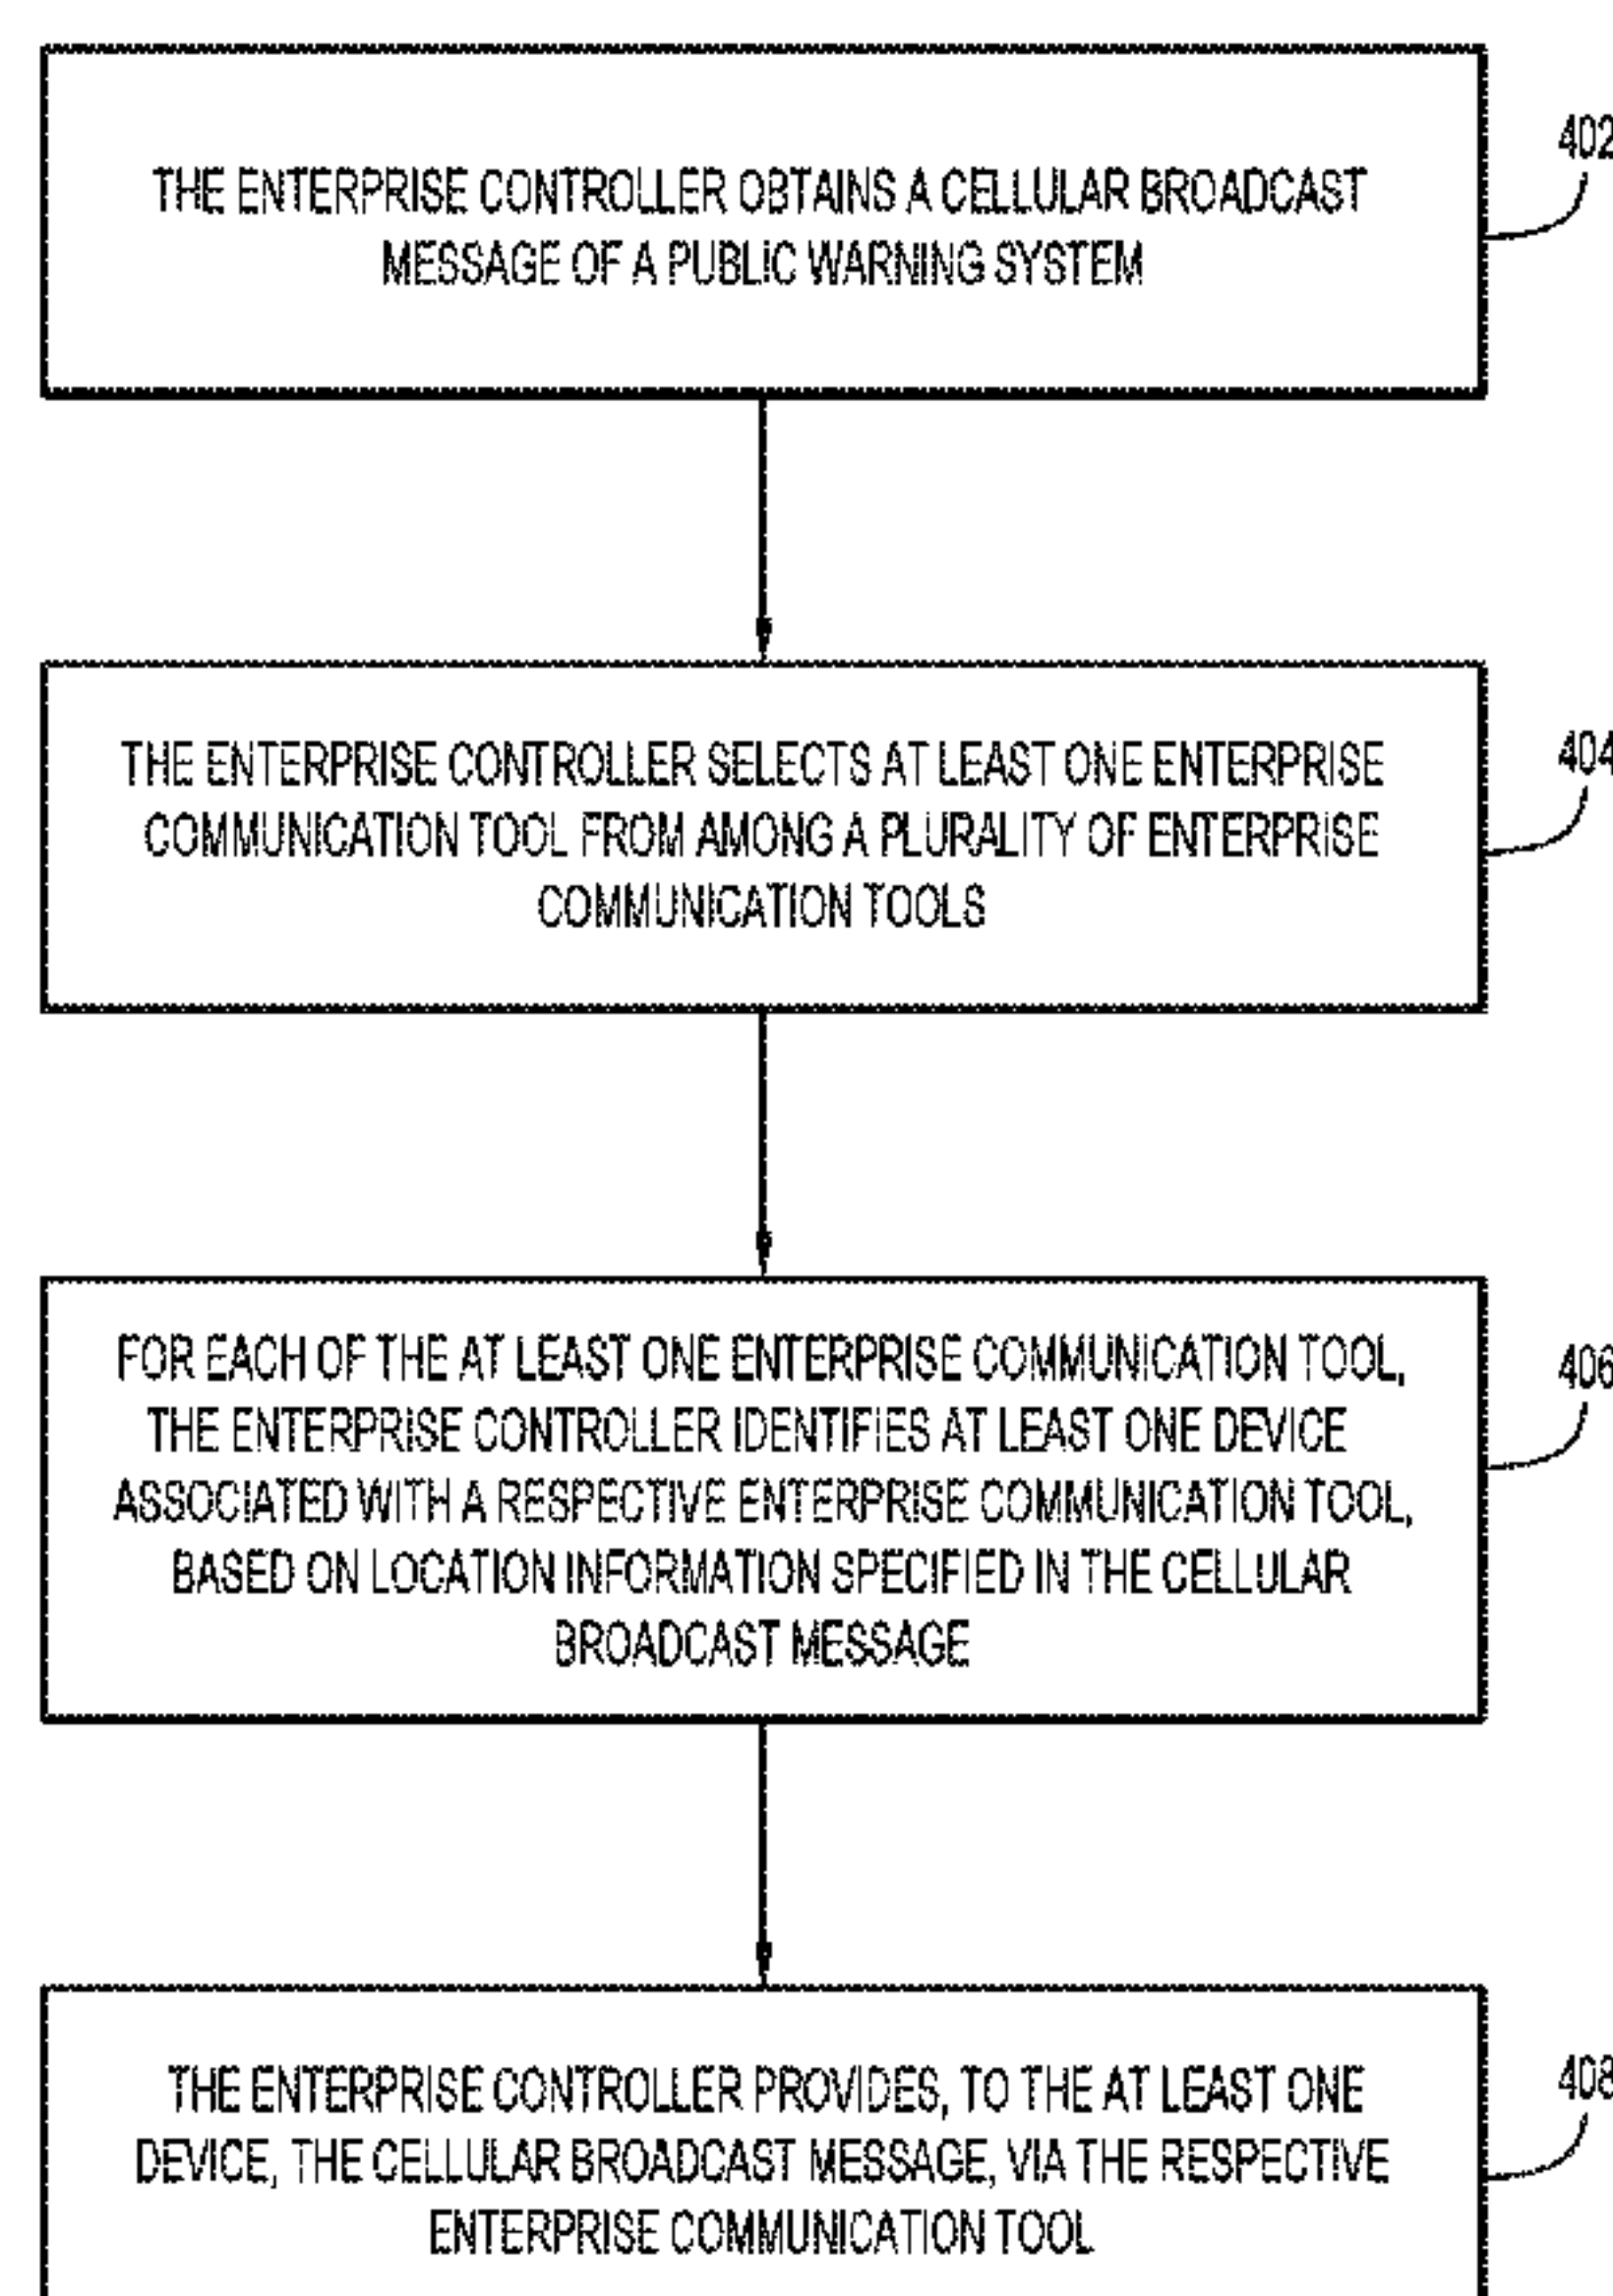 402
THE ENTERPRISE CONTROLLER OBTAINS A CELLULAR BROADCAST
MESSAGE OF A PUBLIC WARNING SYSTEM
404
THE ENTERPRISE CONTROLLER SELECTS AT LEAST ONE ENTERPRISE
COMMUNICATION TOOL FROM AMONG A PLURALITY OF ENTERPRISE
COMMUNICATION TOOLS
406
FOR EACH OF THE AT LEAST ONE ENTERPRISE COMMUNICATION TOOL,
THE ENTERPRISE CONTROLLER IDENTIFIES AT LEAST ONE DEVICE
ASSOCIATED WITH A RESPECTIVE ENTERPRISE COMMUNICATION TOOL,
BASED ON LOCATION INFORMATION SPECIFIED IN THE CELLULAR
BROADCAST MESSAGE
408
THE ENTERPRISE CONTROLLER PROVIDES, TO THE AT LEAST ONE
DEVICE, THE CELLULAR BROADCAST MESSAGE, VIA THE RESPECTIVE
ENTERPRISE COMMUNICATION TOOL